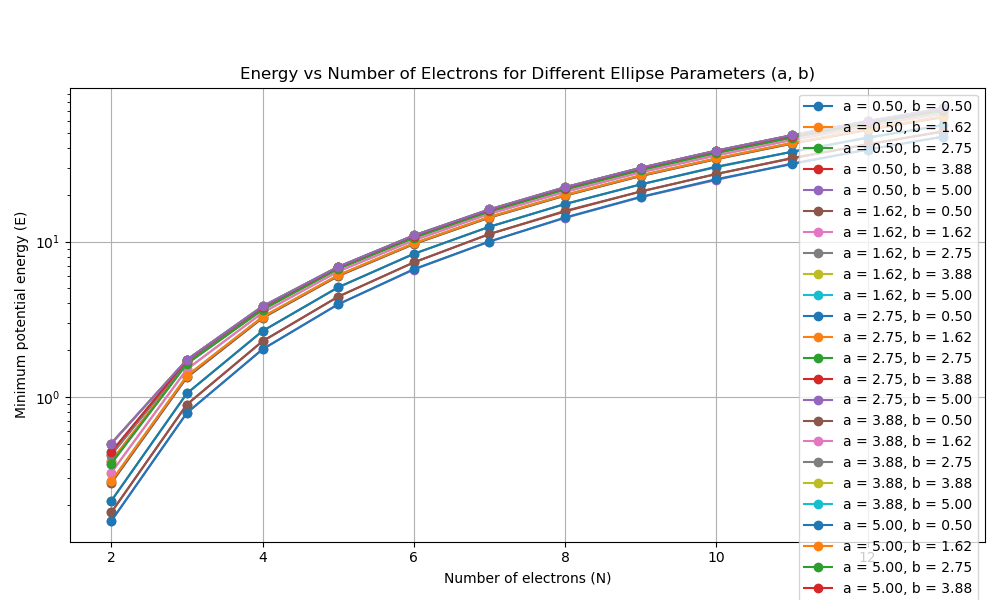 Energy vs Number of Electrons for Different Ellipse Parameters (a, b)
Minimum potential energy (E)
10¹
10⁰
2 4 6 8 10 12
Number of electrons (N)
a = 0.50, b = 0.50
a = 0.50, b = 1.62
a = 0.50, b = 2.75
a = 0.50, b = 3.88
a = 0.50, b = 5.00
a = 1.62, b = 0.50
a = 1.62, b = 1.62
a = 1.62, b = 2.75
a = 1.62, b = 3.88
a = 1.62, b = 5.00
a = 2.75, b = 0.50
a = 2.75, b = 1.62
a = 2.75, b = 2.75
a = 2.75, b = 3.88
a = 2.75, b = 5.00
a = 3.88, b = 0.50
a = 3.88, b = 1.62
a = 3.88, b = 2.75
a = 3.88, b = 3.88
a = 3.88, b = 5.00
a = 5.00, b = 0.50
a = 5.00, b = 1.62
a = 5.00, b = 2.75
a = 5.00, b = 3.88